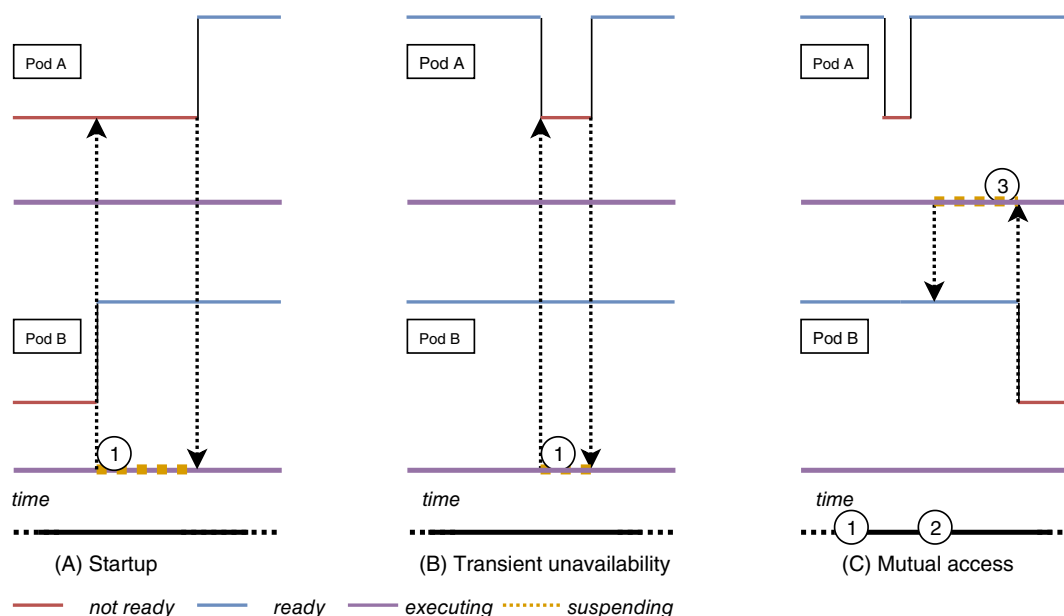 Pod A
Pod A
Pod A
3
Pod B
Pod B
Pod B
1
1
time
time
time
1
2
(A) Startup
(B) Transient unavailability
(C) Mutual access
not ready
ready
executing
suspending